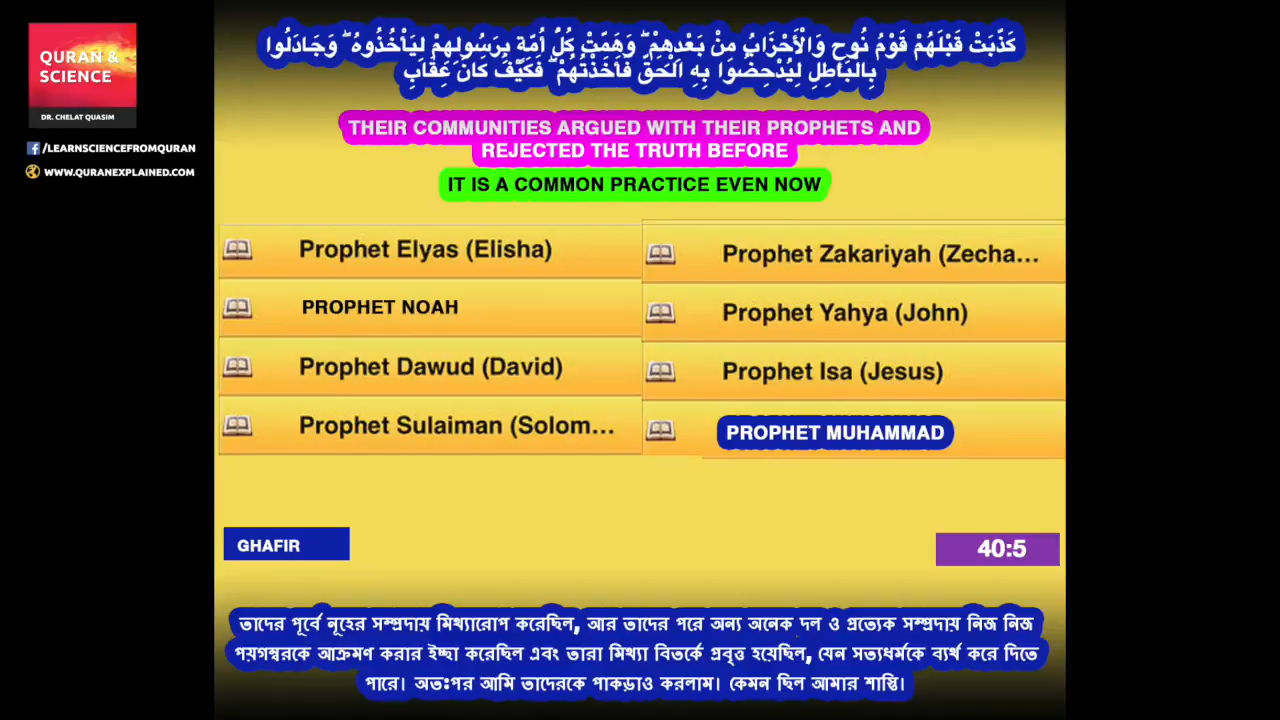 QURAN &
SCIENCE
DR. CHELAT QUASIM
/LEARNSCIENCEFROMQURAN
WWW.QURANEXPLAINED.COM
كَذَّبَتْ قَبْلَهُمْ قَوْمُ نُوحٍ وَالْأَحْزَابُ مِنْ بَعْدِهِمْ ۖ وَهَمَّتْ كُلُّ أُمَّةٍ بِرَسُولِهِمْ لِيَأْخُذُوهُ ۖ وَجَادَلُوا
بِالْبَاطِلِ لِيُدْحِضُوا بِهِ الْحَقَّ فَأَخَذْتُهُمْ ۖ فَكَيْفَ كَانَ عِقَابِ
THEIR COMMUNITIES ARGUED WITH THEIR PROPHETS AND
REJECTED THE TRUTH BEFORE
IT IS A COMMON PRACTICE EVEN NOW
Prophet Elyas (Elisha)
PROPHET NOAH
Prophet Dawud (David)
Prophet Sulaiman (Solom...
Prophet Zakariyah (Zecha...
Prophet Yahya (John)
Prophet Isa (Jesus)
PROPHET MUHAMMAD
GHAFIR
40:5
তাদের পূর্বে নূহের সম্প্রদায় মিথ্যারোপ করেছিল, আর তাদের পরে অন্য অনেক দল ও প্রত্যেক সম্প্রদায় নিজ নিজ
পয়গম্বরকে আক্রমণ করার ইচ্ছা করেছিল এবং তারা মিথ্যা বিতর্কে প্রবৃত্ত হয়েছিল, যেন সত্যধর্মকে ব্যর্থ করে দিতে
পারে। অতঃপর আমি তাদেরকে পাকড়াও করলাম। কেমন ছিল আমার শাস্তি।